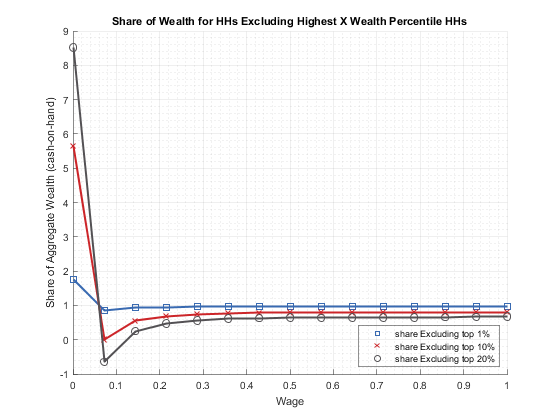 Share of Wealth for HHs Excluding Highest X Wealth Percentile HHs
Share of Aggregate Wealth (cash-on-hand)
9
8
7
6
5
4
3
2
1
0
-1
0 0.1 0.2 0.3 0.4 0.5 0.6 0.7 0.8 0.9 1
Wage
share Excluding top 1%
share Excluding top 10%
share Excluding top 20%